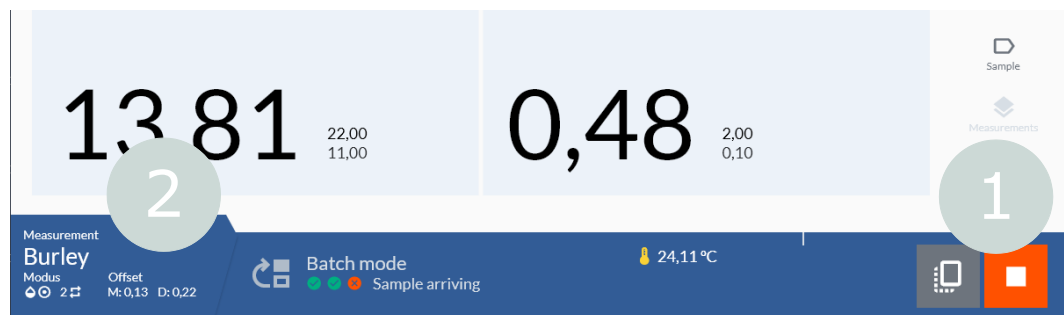 13,81
22,00
11,00
0,48
2,00
0,10
Sample
Measurements
2
1
Measurement
Burley
Modus
2
Offset
M: 0,13 D: 0,22
Batch mode
Sample arriving
24,11 ºC